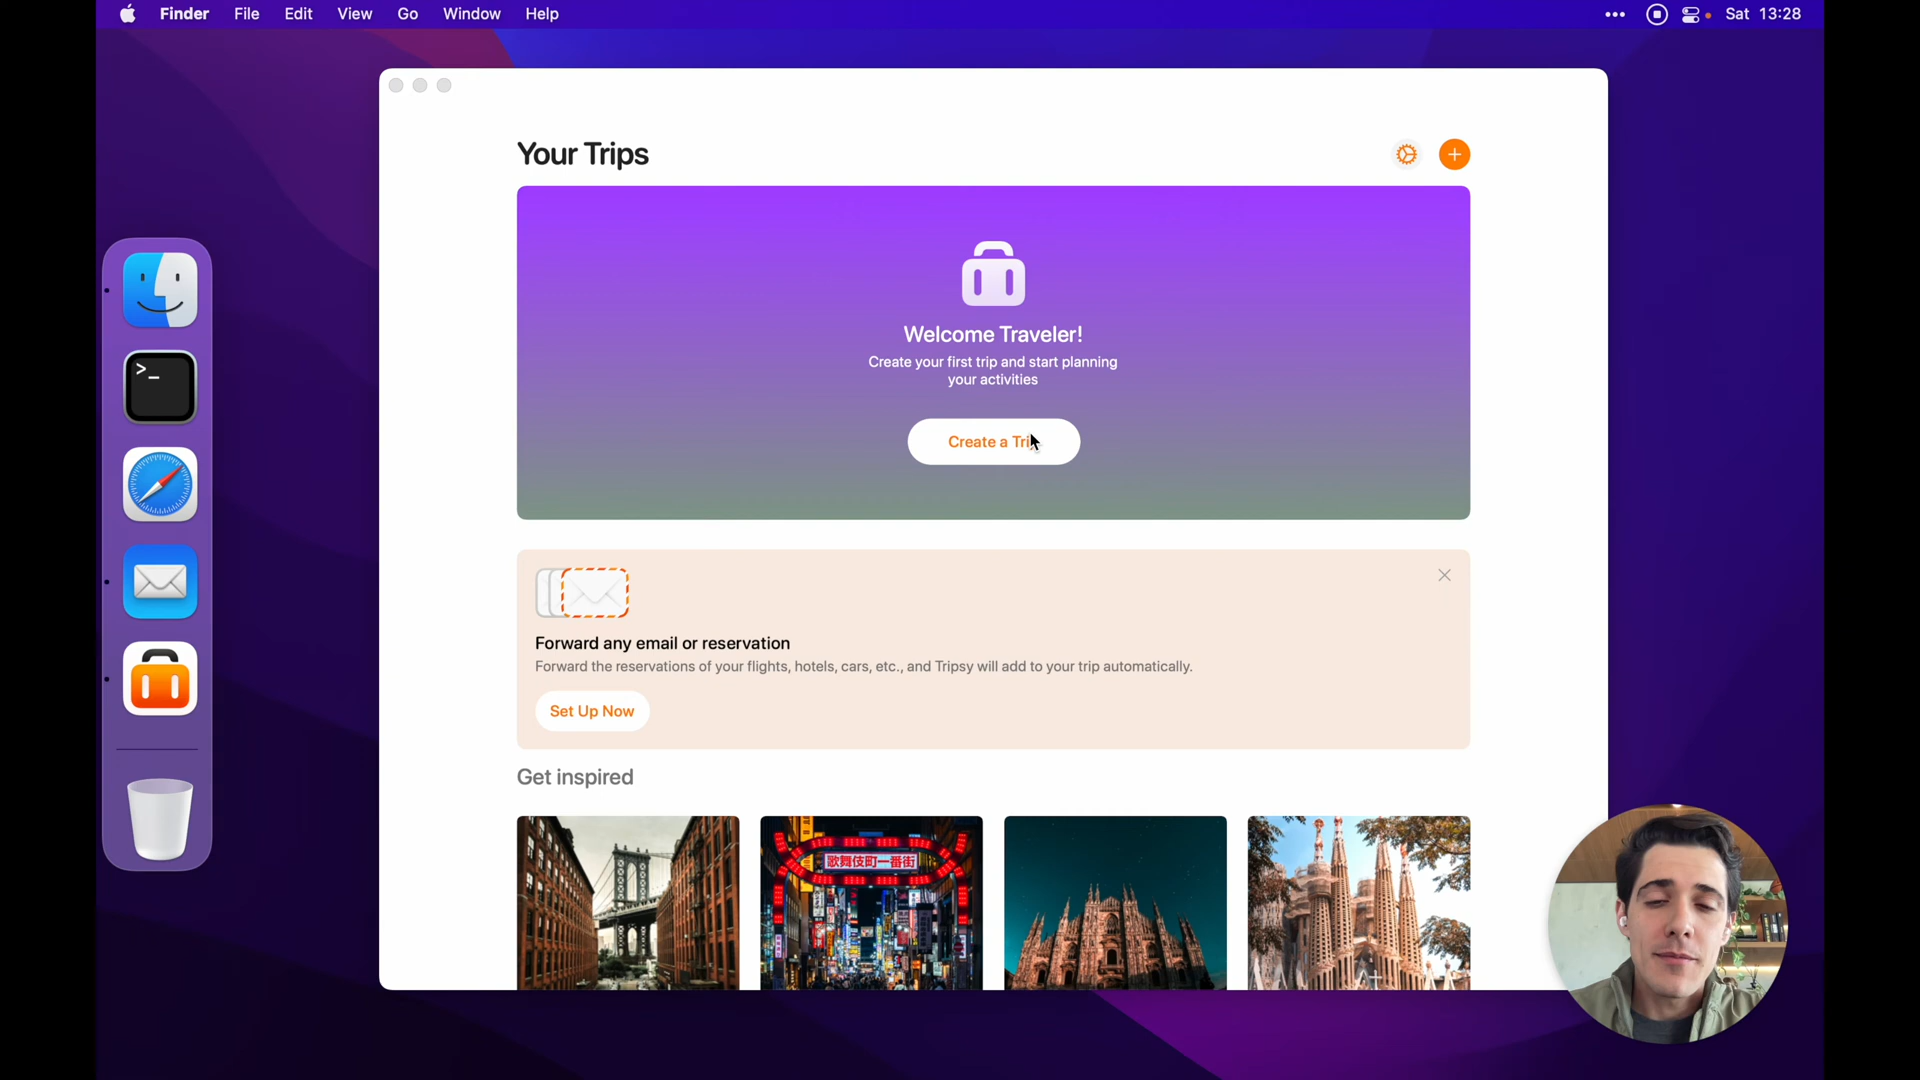 Finder File Edit View Go Window Help
Sat 13:28
Your Trips
Welcome Traveler!
Create your first trip and start planning
your activities
Create a Tri
Forward any email or reservation
Forward the reservations of your flights, hotels, cars, etc., and Tripsy will add to your trip automatically.
Set Up Now
Get inspired
歌舞伎町一番街